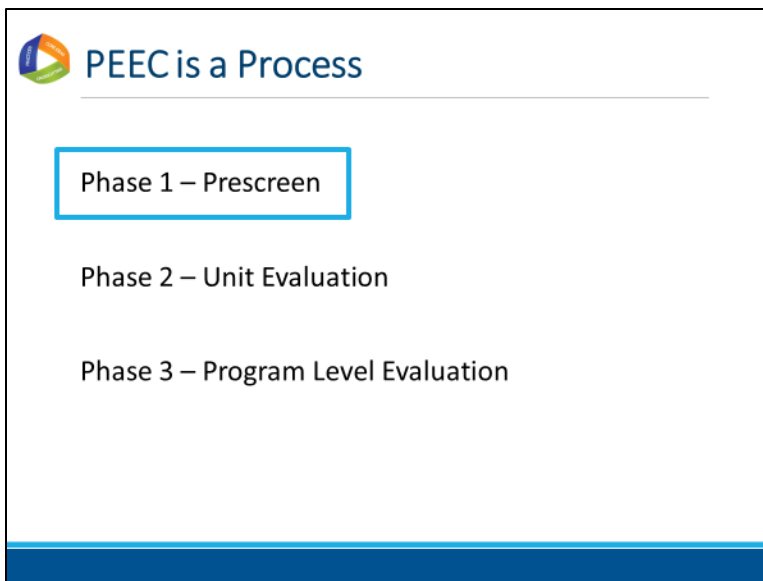 PEEC is a Process
Phase 1 – Prescreen
Phase 2 – Unit Evaluation
Phase 3 – Program Level Evaluation